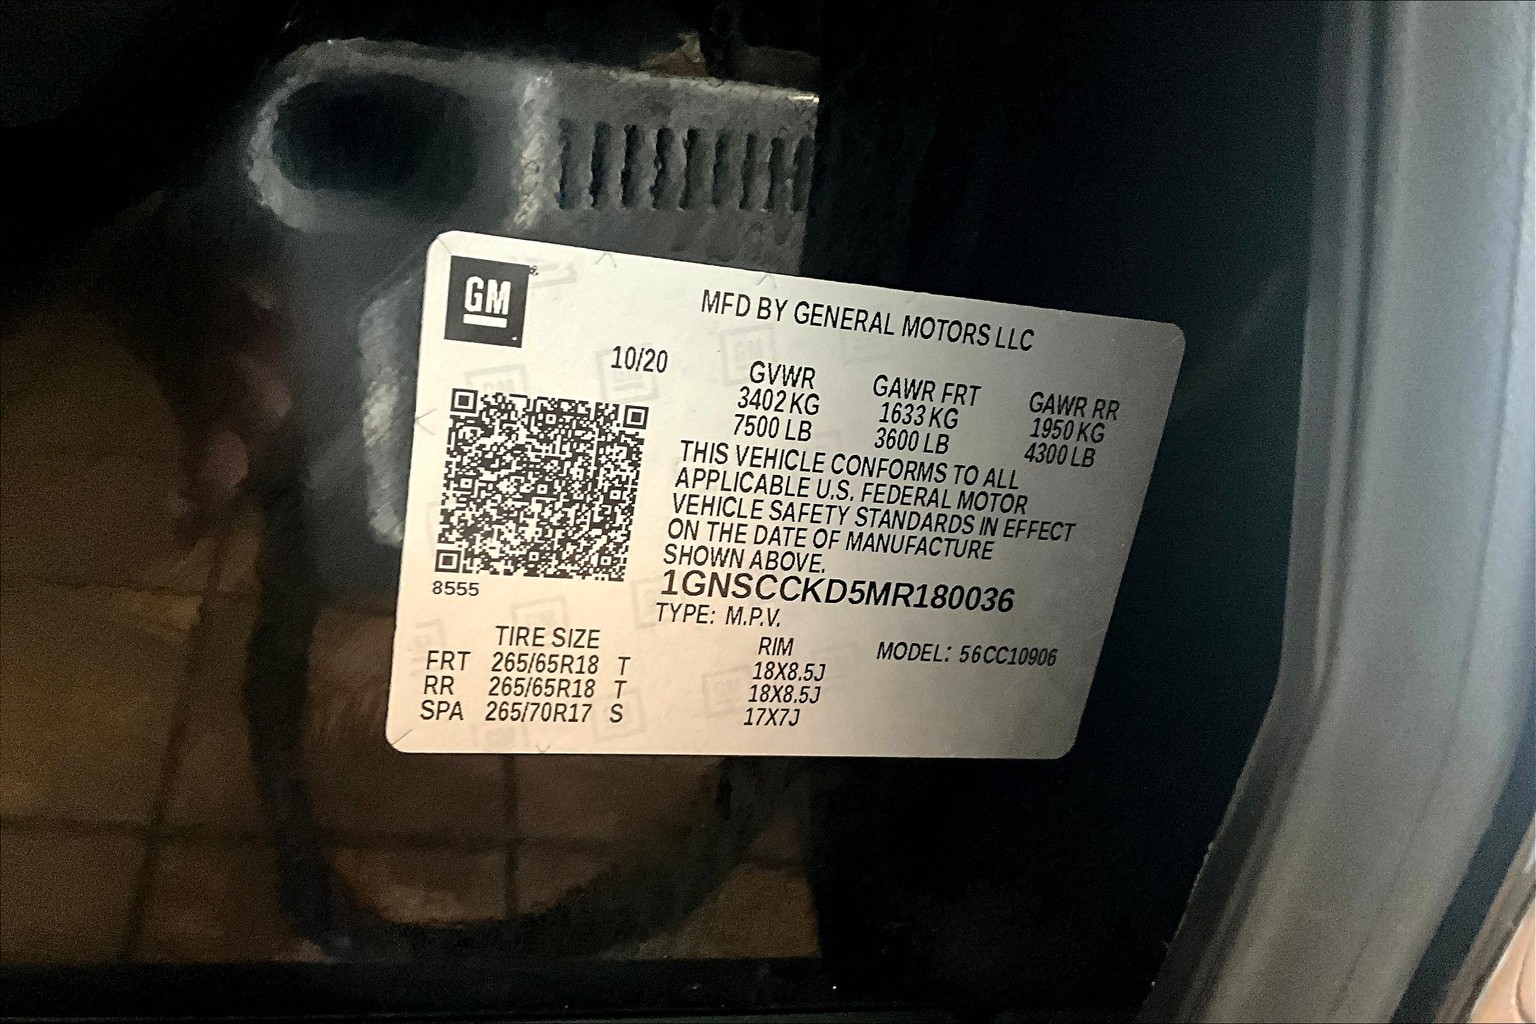 GM
MFD BY GENERAL MOTORS LLC
10/20
GVWR GAWR FRT GAWR RR
3402 KG 1633 KG 1950 KG
7500 LB 3600 LB 4300 LB
THIS VEHICLE CONFORMS TO ALL
APPLICABLE U.S. FEDERAL MOTOR
VEHICLE SAFETY STANDARDS IN EFFECT
ON THE DATE OF MANUFACTURE
SHOWN ABOVE.
8555
1GNSCCKD5MR180036
TYPE: M.P.V.
TIRE SIZE RIM MODEL: 56CC10906
FRT 265/65R18 T 18X8.5J
RR 265/65R18 T 18X8.5J
SPA 265/70R17 S 17X7J